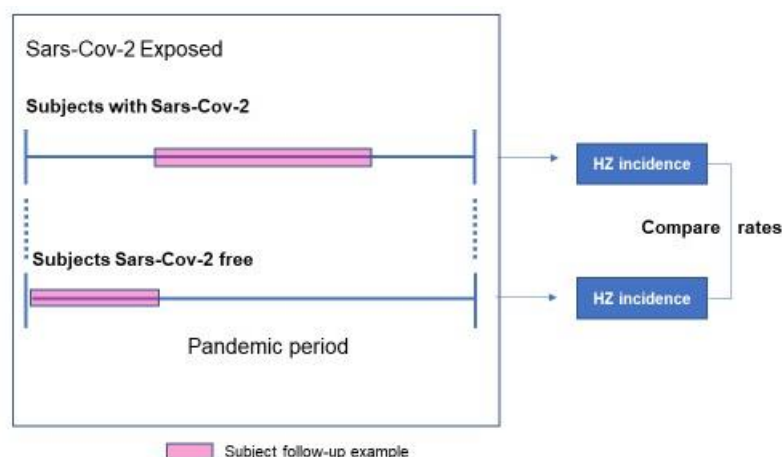 Sars-Cov-2 Exposed
Subjects with Sars-Cov-2
HZ incidence
Compare rates
Subjects Sars-Cov-2 free
HZ incidence
Pandemic period
Subject follow-up example